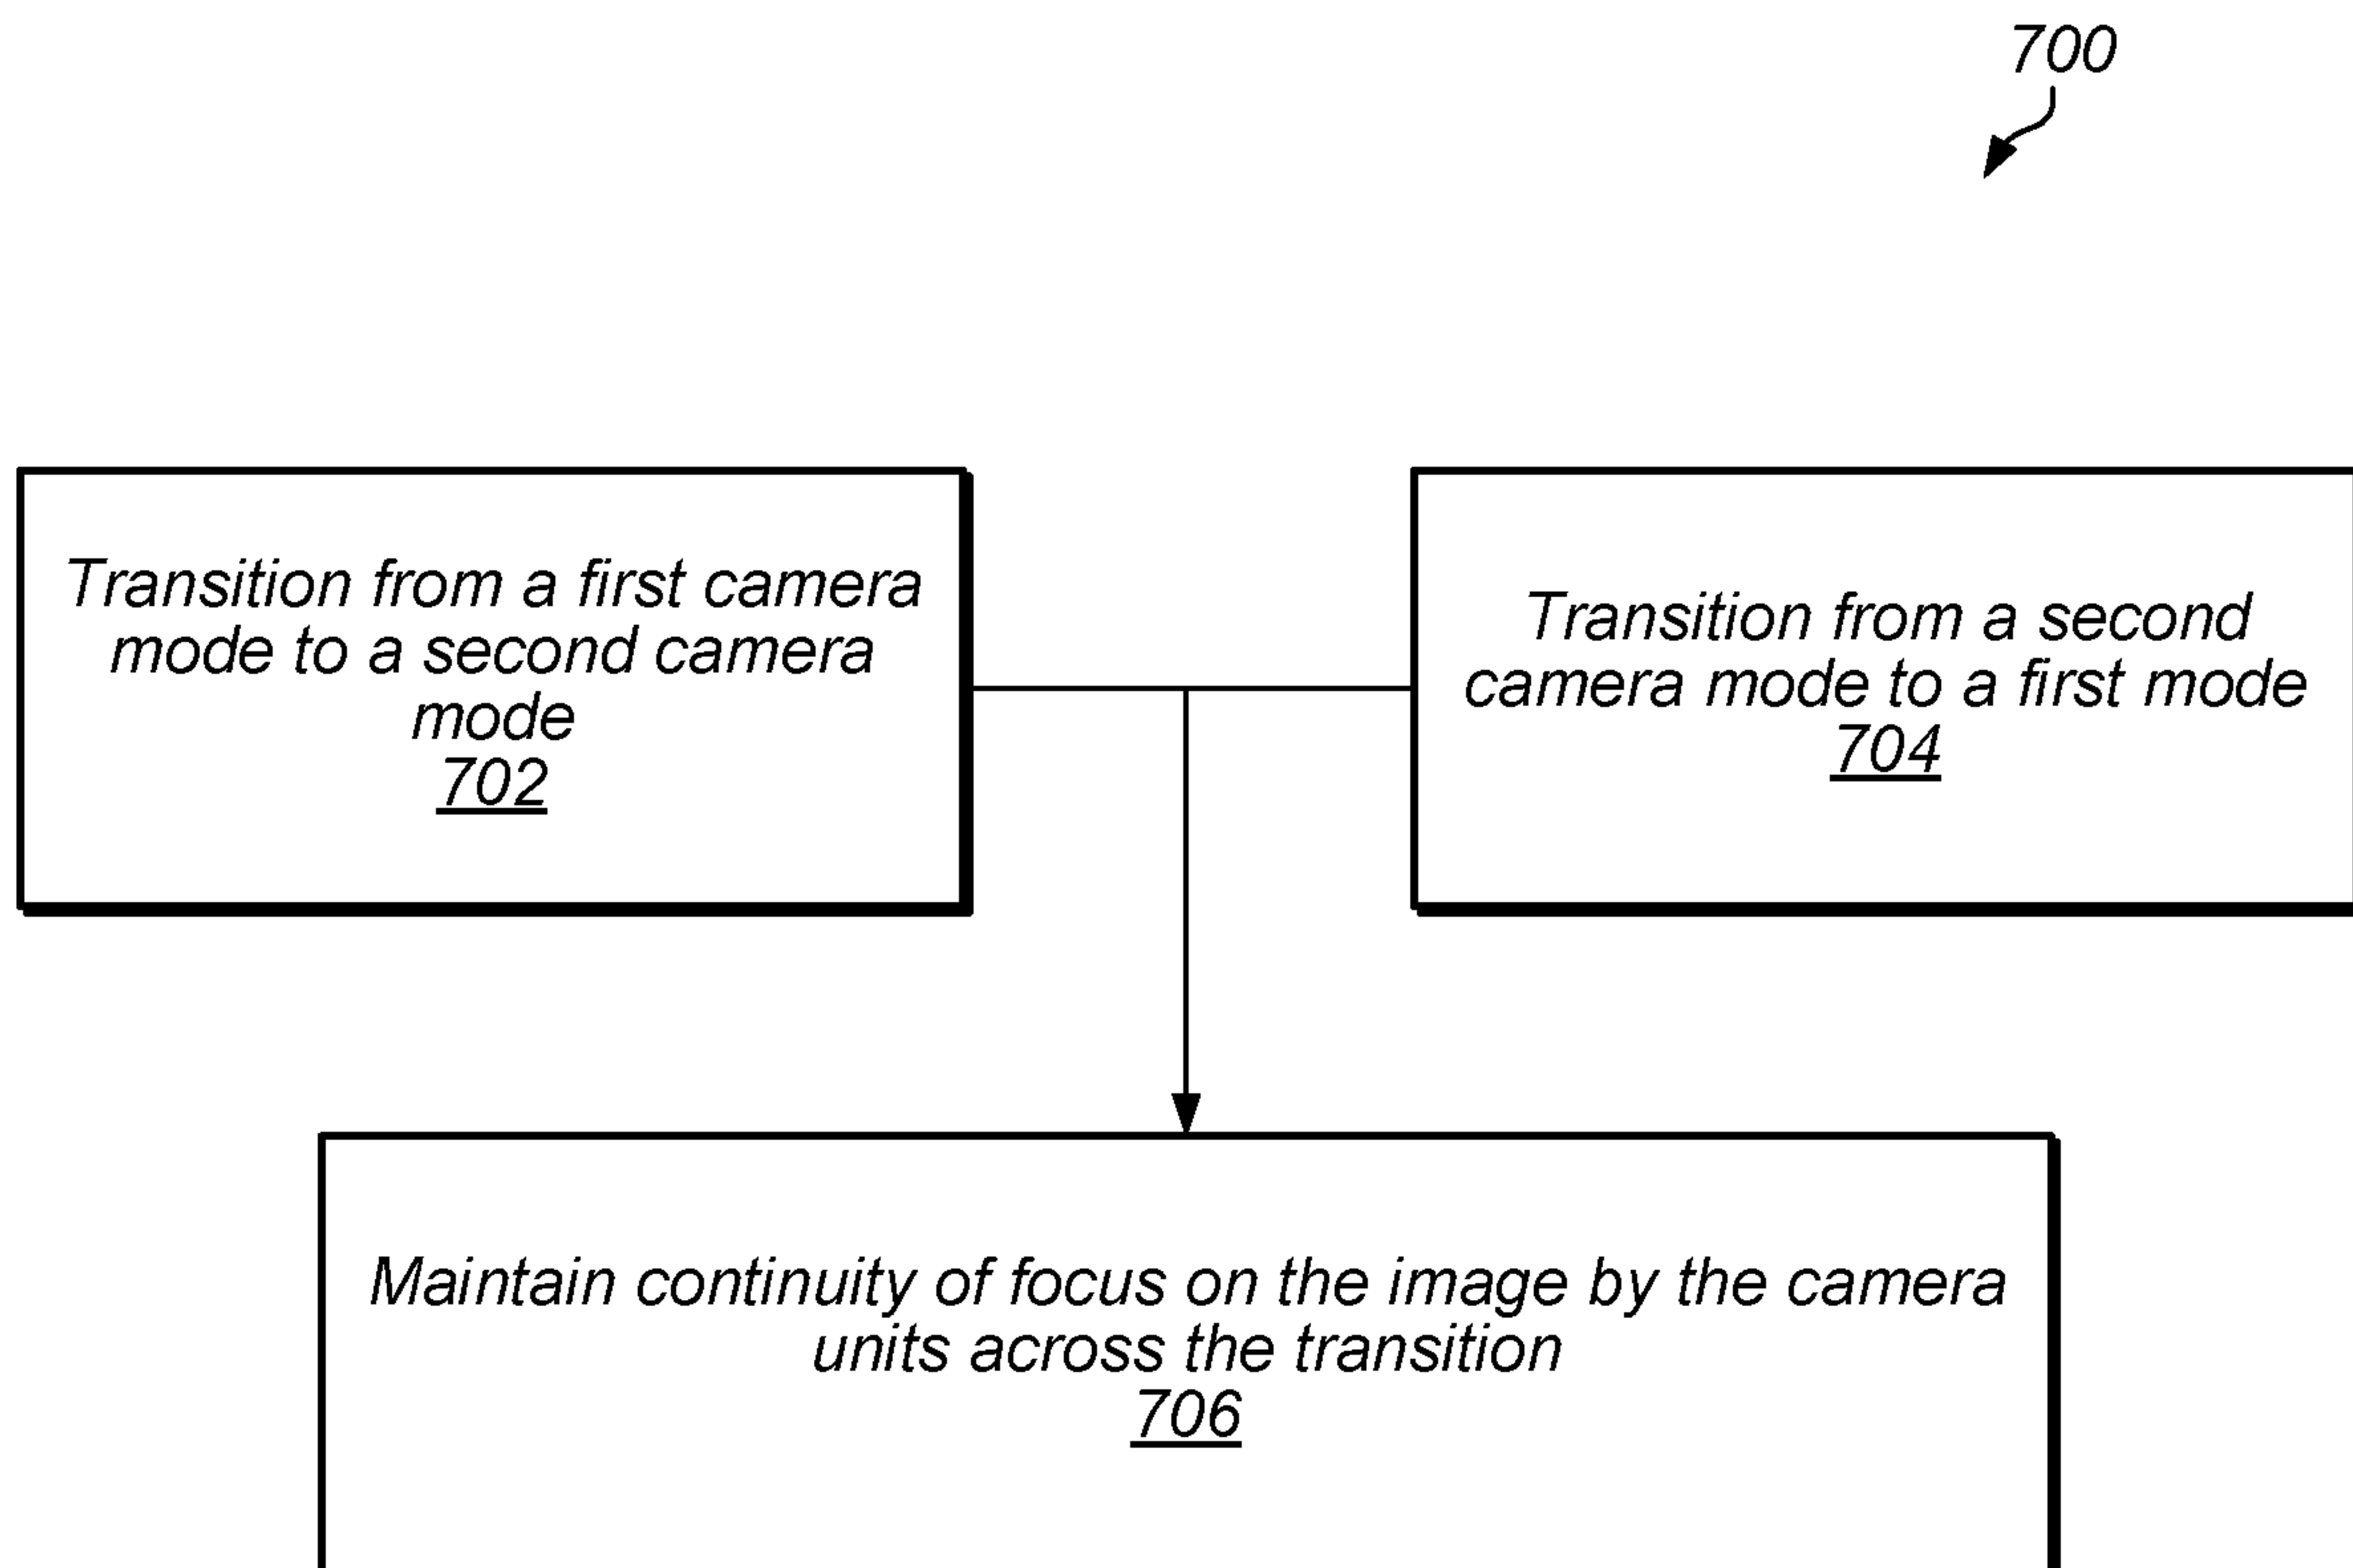 700
Transition from a first camera
mode to a second camera
mode
702
Transition from a second
camera mode to a first mode
704
Maintain continuity of focus on the image by the camera
units across the transition
706